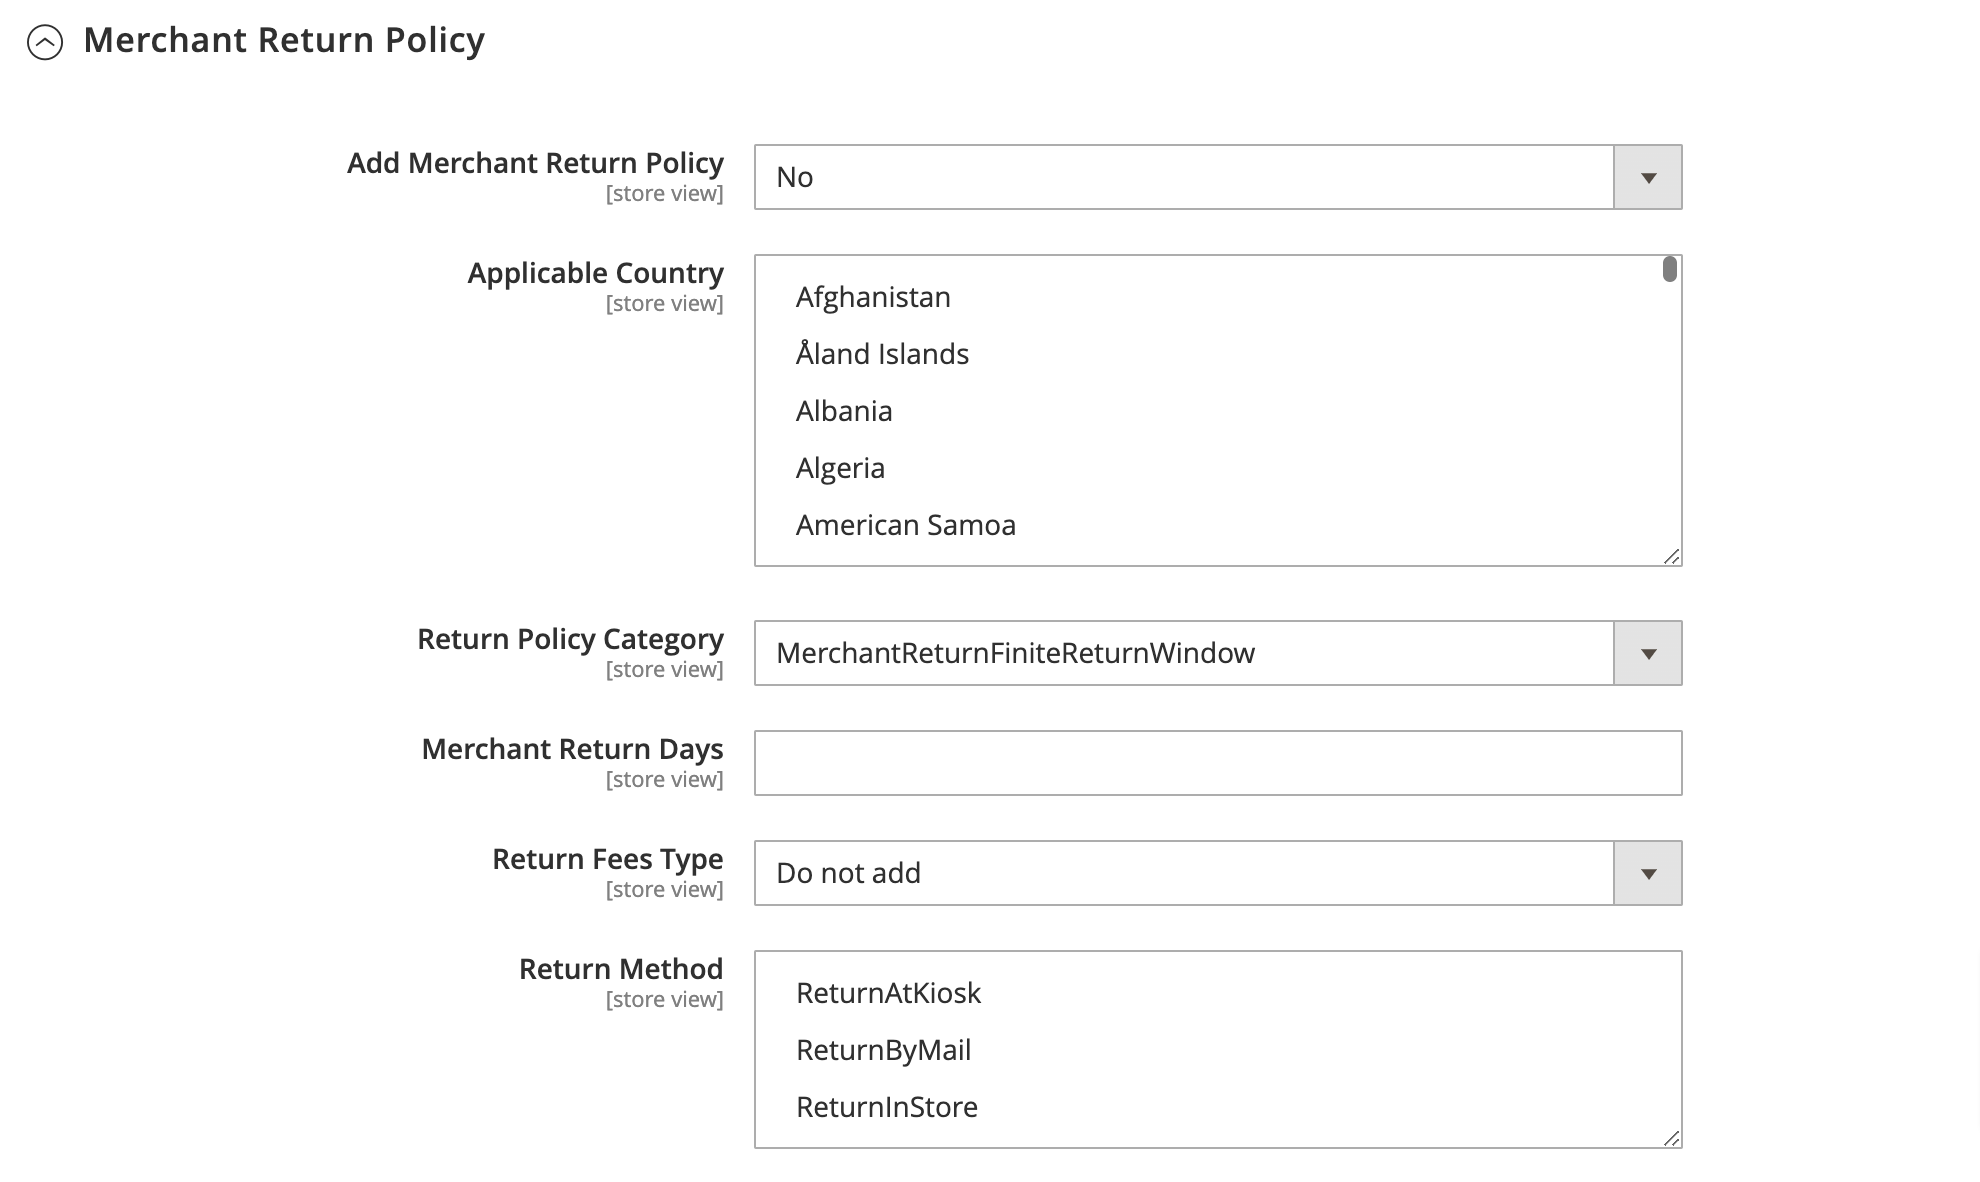 Merchant Return Policy
Add Merchant Return Policy
[store view]
No
Applicable Country
[store view]
Afghanistan
Åland Islands
Albania
Algeria
American Samoa
Return Policy Category
[store view]
MerchantReturnFiniteReturnWindow
Merchant Return Days
[store view]
Return Fees Type
[store view]
Do not add
Return Method
[store view]
ReturnAtKiosk
ReturnByMail
ReturnInStore